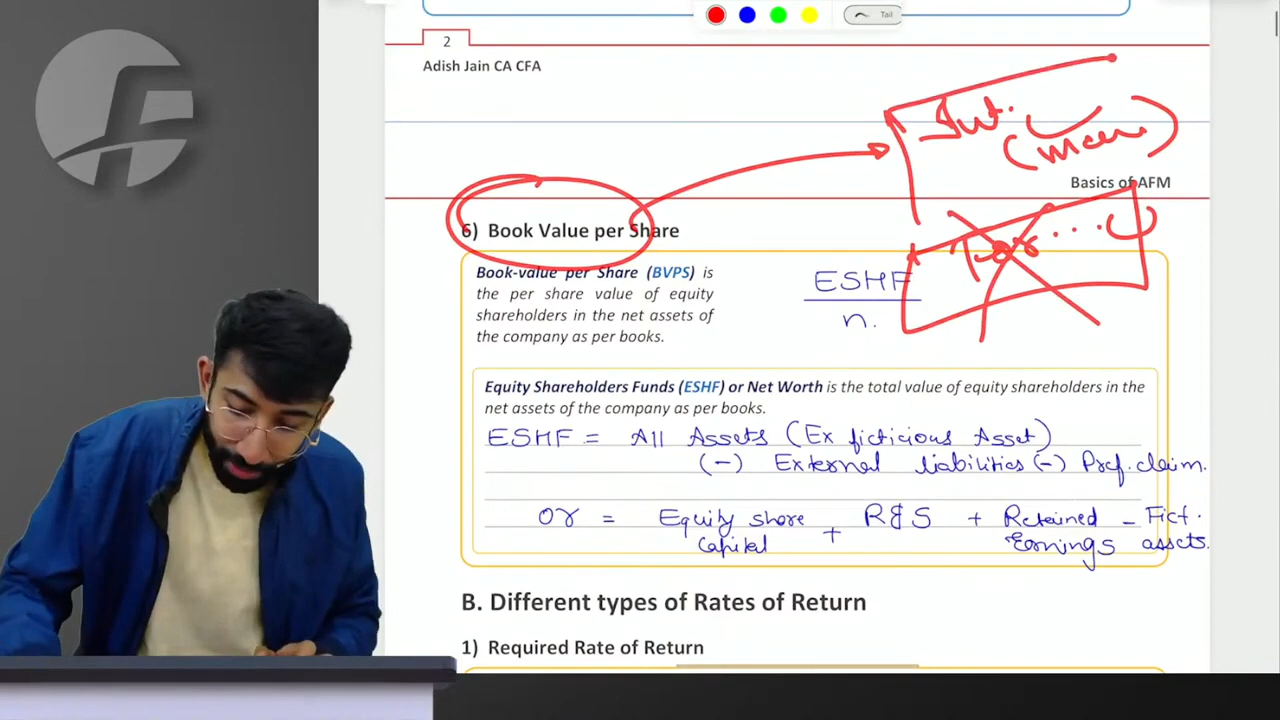 Tail
2
Adish Jain CA CFA
Int.
Basics of AFM
6) Book Value per Share
Book-value per Share (BVPS) is
the per share value of equity
shareholders in the net assets of
the company as per books.
ESHF
n.
Equity Shareholders Funds (ESHF) or Net Worth is the total value of equity shareholders in the
net assets of the company as per books.
ESHF = All Assets (Ex ficticious Asset)
(-) External liabilities (-) Pref. claim.
OR = Equity share Capital + R&S + Retained Earnings - Fict. assets.
B. Different types of Rates of Return
1) Required Rate of Return